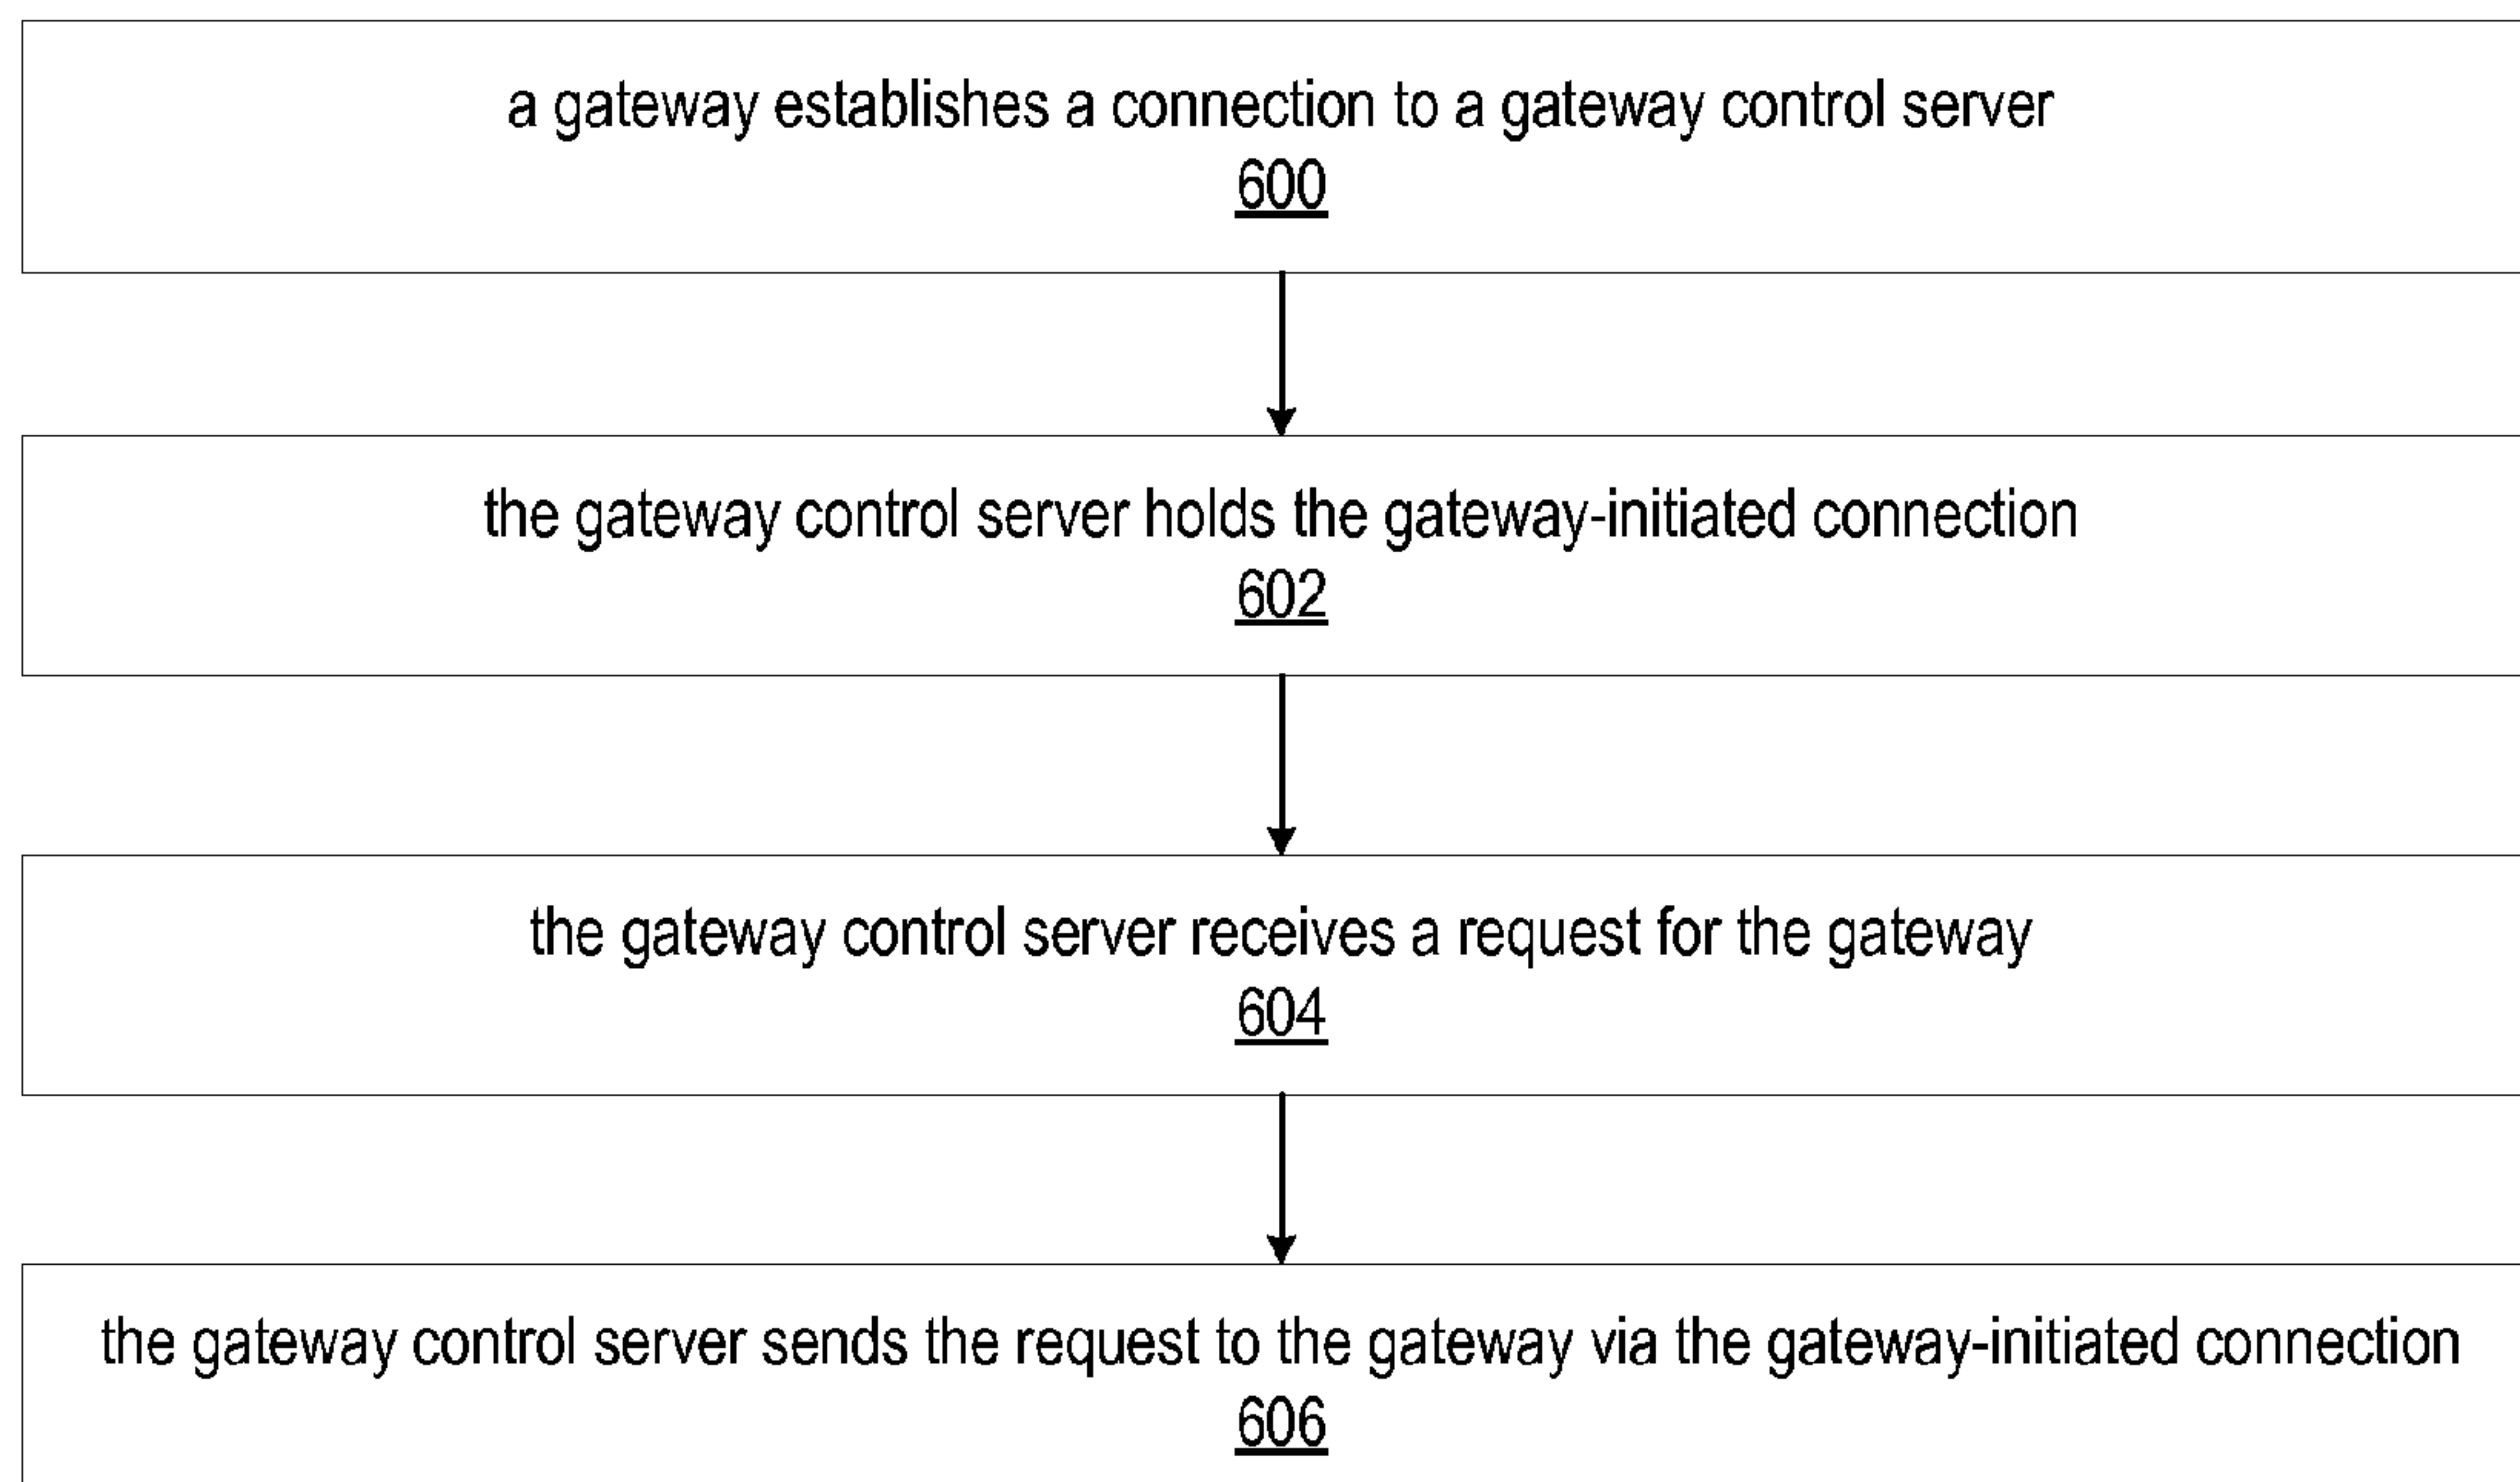 a gateway establishes a connection to a gateway control server
600
the gateway control server holds the gateway-initiated connection
602
the gateway control server receives a request for the gateway
604
the gateway control server sends the request to the gateway via the gateway-initiated connection
606